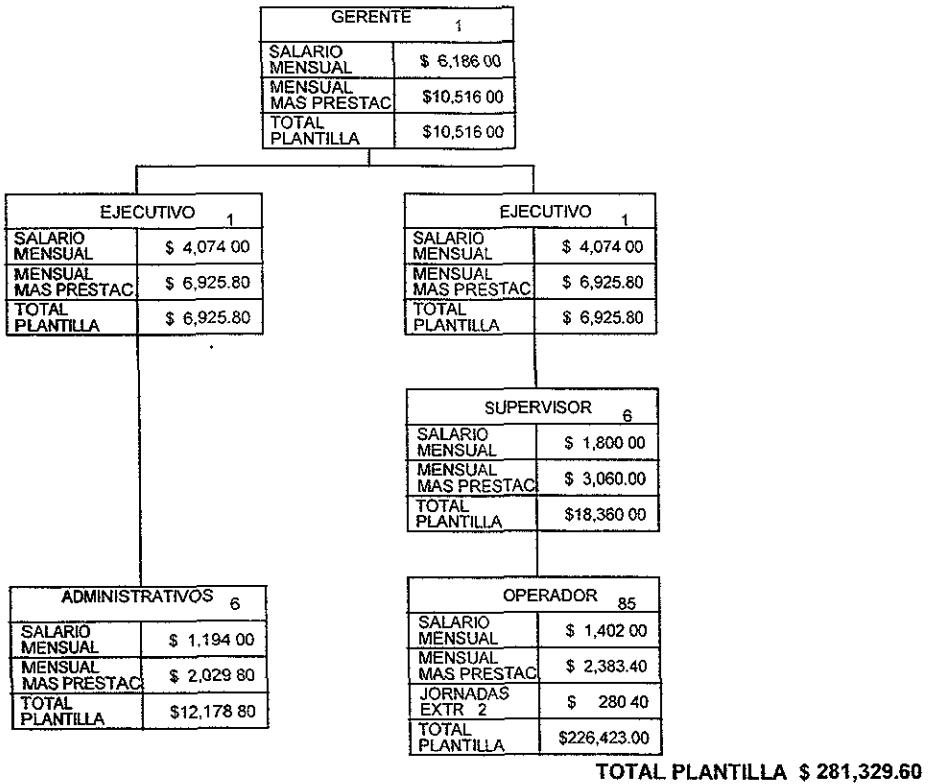 GERENTE 1
SALARIO
MENSUAL $ 6,186 00
MENSUAL
MAS PRESTAC $10,516 00
TOTAL
PLANTILLA $10,516 00
EJECUTIVO 1
SALARIO
MENSUAL $ 4,074 00
MENSUAL
MAS PRESTAC $ 6,925.80
TOTAL
PLANTILLA $ 6,925.80
EJECUTIVO 1
SALARIO
MENSUAL $ 4,074 00
MENSUAL
MAS PRESTAC $ 6,925.80
TOTAL
PLANTILLA $ 6,925.80
SUPERVISOR 6
SALARIO
MENSUAL $ 1,800 00
MENSUAL
MAS PRESTAC $ 3,060.00
TOTAL
PLANTILLA $18,360 00
ADMINISTRATIVOS 6
SALARIO
MENSUAL $ 1,194 00
MENSUAL
MAS PRESTAC $ 2,029 80
TOTAL
PLANTILLA $12,178 80
OPERADOR 85
SALARIO
MENSUAL $ 1,402 00
MENSUAL
MAS PRESTAC $ 2,383.40
JORNADAS
EXTR 2 $ 280 40
TOTAL
PLANTILLA $226,423.00
TOTAL PLANTILLA $ 281,329.60